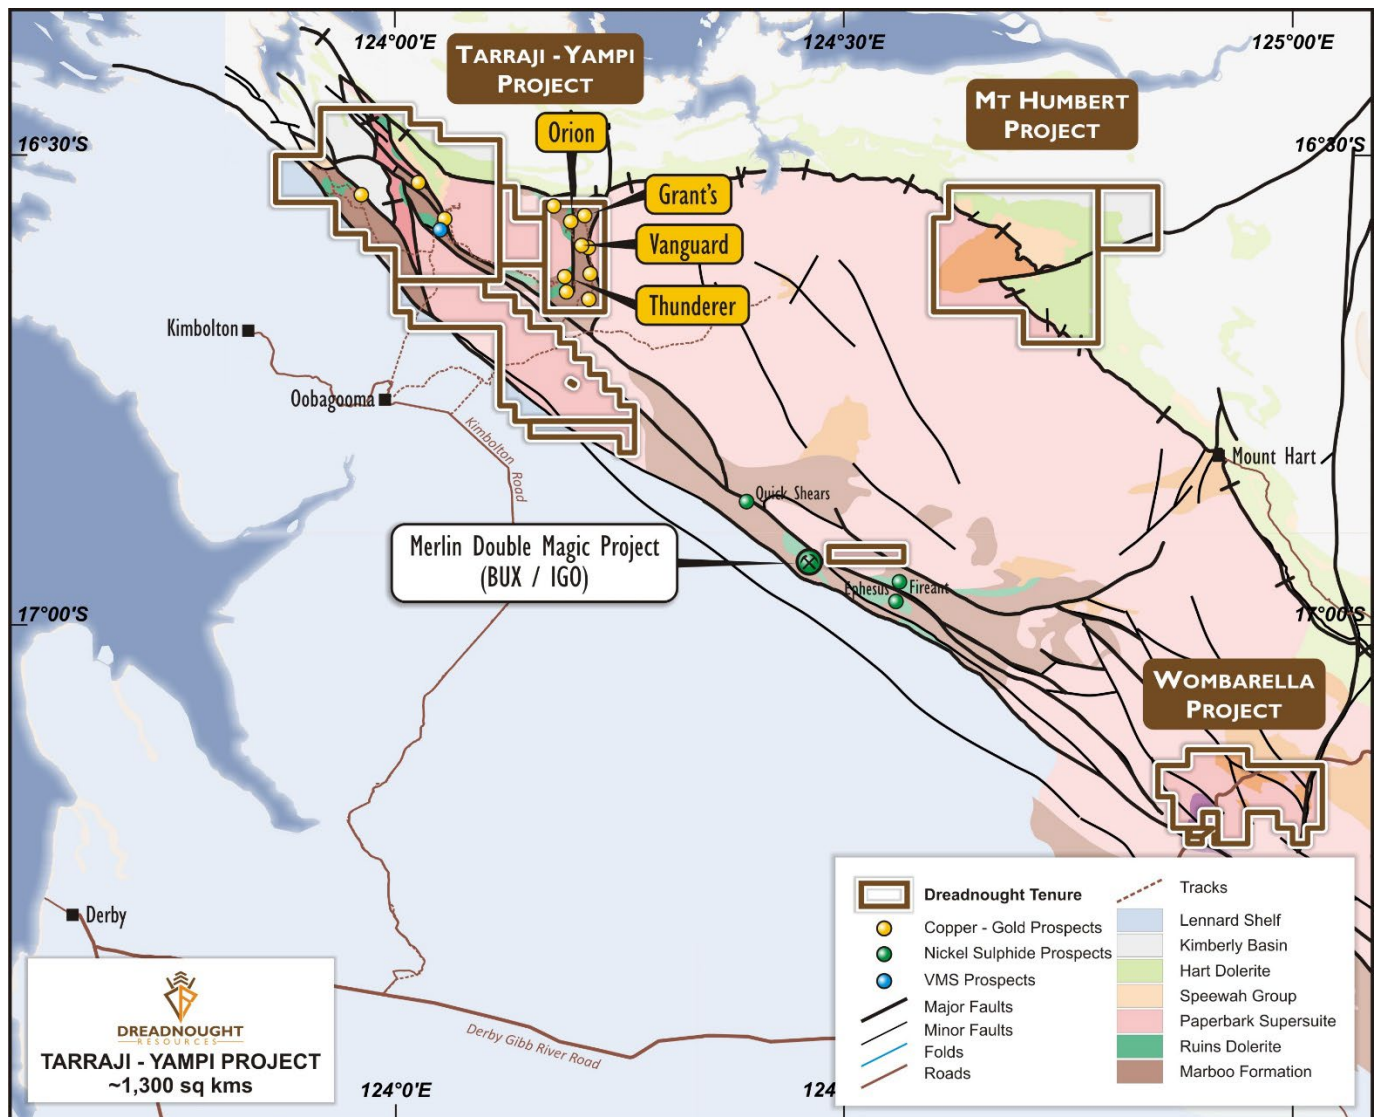 124°00'E
124°30'E
125°00'E
TARRAJI - YAMPI
PROJECT
MT HUMBERT
PROJECT
Orion
16°30'S
16°30'S
Grant's
Vanguard
Thunderer
Kimbolton
Oobagooma
Kimbolton Road
Mount Hart
Quick Shears
Merlin Double Magic Project
(BUX / IGO)
Ephesus
Fireant
17°00'S
17°00'S
WOMBARELLA
PROJECT
Derby
Derby Gibb River Road
DREADNOUGHT
RESOURCES
TARRAJI - YAMPI PROJECT
~1,300 sq kms
124°0'E
Dreadnought Tenure
Copper - Gold Prospects
Nickel Sulphide Prospects
VMS Prospects
Major Faults
Minor Faults
Folds
Roads
Tracks
Lennard Shelf
Kimberly Basin
Hart Dolerite
Speewah Group
Paperbark Supersuite
Ruins Dolerite
Marboo Formation